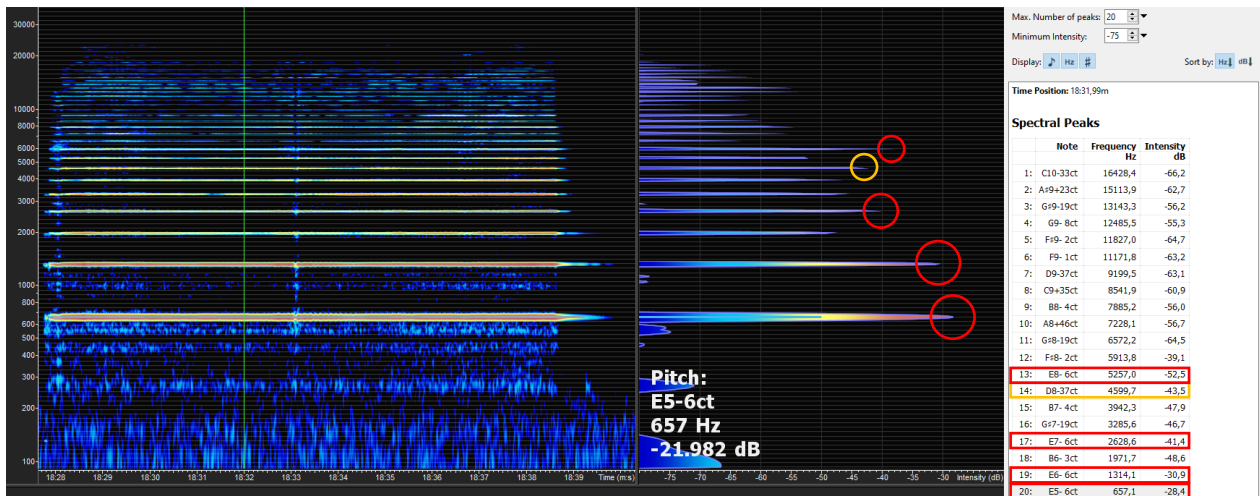 30000
20000
10000
8000
6000
5000
4000
3000
2000
1000
800
600
500
400
300
200
100
18:28 18:29 18:30 18:31 18:32 18:33 18:34 18:35 18:36 18:37 18:38 18:39 Time (m:s)
Pitch:
E5-6ct
657 Hz
-21.982 dB
-75 -70 -65 -60 -55 -50 -45 -40 -35 -30 Intensity (dB)
Max. Number of peaks: 20
Minimum Intensity: -75
Display: ♪ Hz # Sort by: Hz↓ dB↓
Time Position: 18:31,99m
Spectral Peaks
Note Frequency Hz Intensity dB
1: C10-33ct 16428,4 -66,2
2: A♯9+23ct 15113,9 -62,7
3: G♯9-19ct 13143,3 -56,2
4: G9- 8ct 12485,5 -55,3
5: F♯9- 2ct 11827,0 -64,7
6: F9- 1ct 11171,8 -63,2
7: D9-37ct 9199,5 -63,1
8: C9+35ct 8541,9 -60,9
9: B8- 4ct 7885,2 -56,0
10: A8+46ct 7228,1 -56,7
11: G♯8-19ct 6572,2 -64,5
12: F♯8- 2ct 5913,8 -39,1
13: E8- 6ct 5257,0 -52,5
14: D8-37ct 4599,7 -43,5
15: B7- 4ct 3942,3 -47,9
16: G♯7-19ct 3285,6 -46,7
17: E7- 6ct 2628,6 -41,4
18: B6- 3ct 1971,7 -48,6
19: E6- 6ct 1314,1 -30,9
20: E5- 6ct 657,1 -28,4